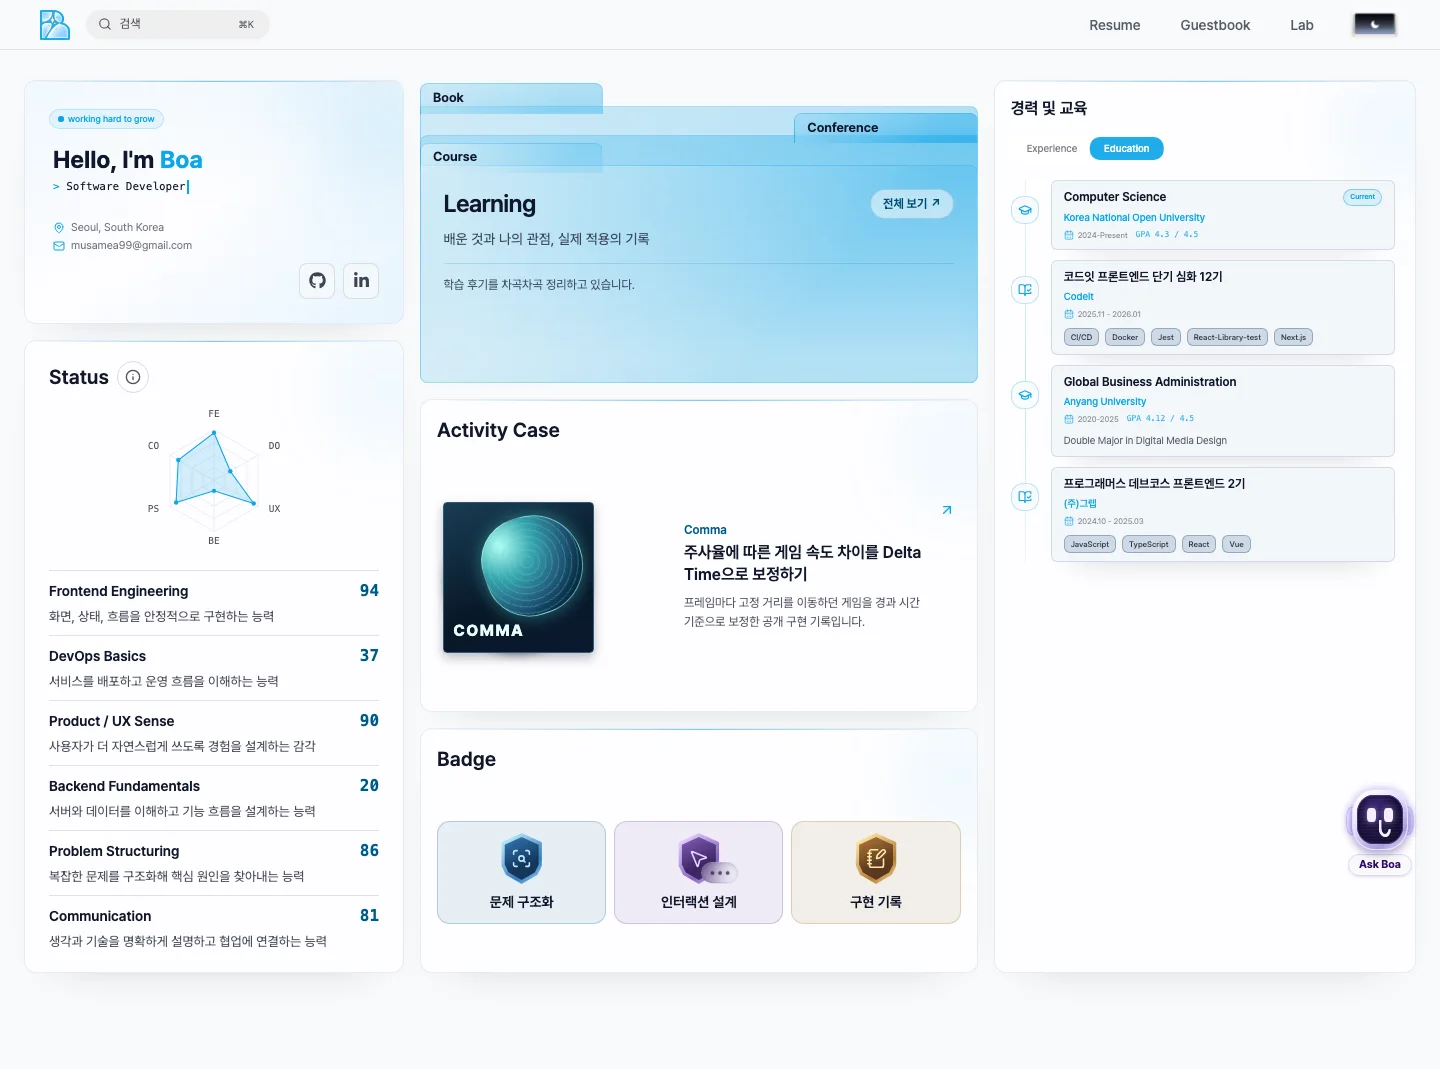 검색
⌘K
Resume
Guestbook
Lab
working hard to grow
Hello, I'm Boa
> Software Developer
Seoul, South Korea
musamea99@gmail.com
Status
FE
DO
UX
BE
PS
CO
Frontend Engineering
94
화면, 상태, 흐름을 안정적으로 구현하는 능력
DevOps Basics
37
서비스를 배포하고 운영 흐름을 이해하는 능력
Product / UX Sense
90
사용자가 더 자연스럽게 쓰도록 경험을 설계하는 감각
Backend Fundamentals
20
서버와 데이터를 이해하고 기능 흐름을 설계하는 능력
Problem Structuring
86
복잡한 문제를 구조화해 핵심 원인을 찾아내는 능력
Communication
81
생각과 기술을 명확하게 설명하고 협업에 연결하는 능력
Book
Conference
Course
Learning
전체 보기
배운 것과 나의 관점, 실제 적용의 기록
학습 후기를 차곡차곡 정리하고 있습니다.
Activity Case
COMMA
Comma
주사율에 따른 게임 속도 차이를 Delta
Time으로 보정하기
프레임마다 고정 거리를 이동하던 게임을 경과 시간
기준으로 보정한 공개 구현 기록입니다.
Badge
문제 구조화
인터랙션 설계
구현 기록
경력 및 교육
Experience
Education
Computer Science
Current
Korea National Open University
2024-Present GPA 4.3 / 4.5
코드잇 프론트엔드 단기 심화 12기
CodeIt
2025.11 - 2026.01
CI/CD
Docker
Jest
React-Library-test
Next.js
Global Business Administration
Anyang University
2020-2025 GPA 4.12 / 4.5
Double Major in Digital Media Design
프로그래머스 데브코스 프론트엔드 2기
(주)그렙
2024.10 - 2025.03
JavaScript
TypeScript
React
Vue
Ask Boa